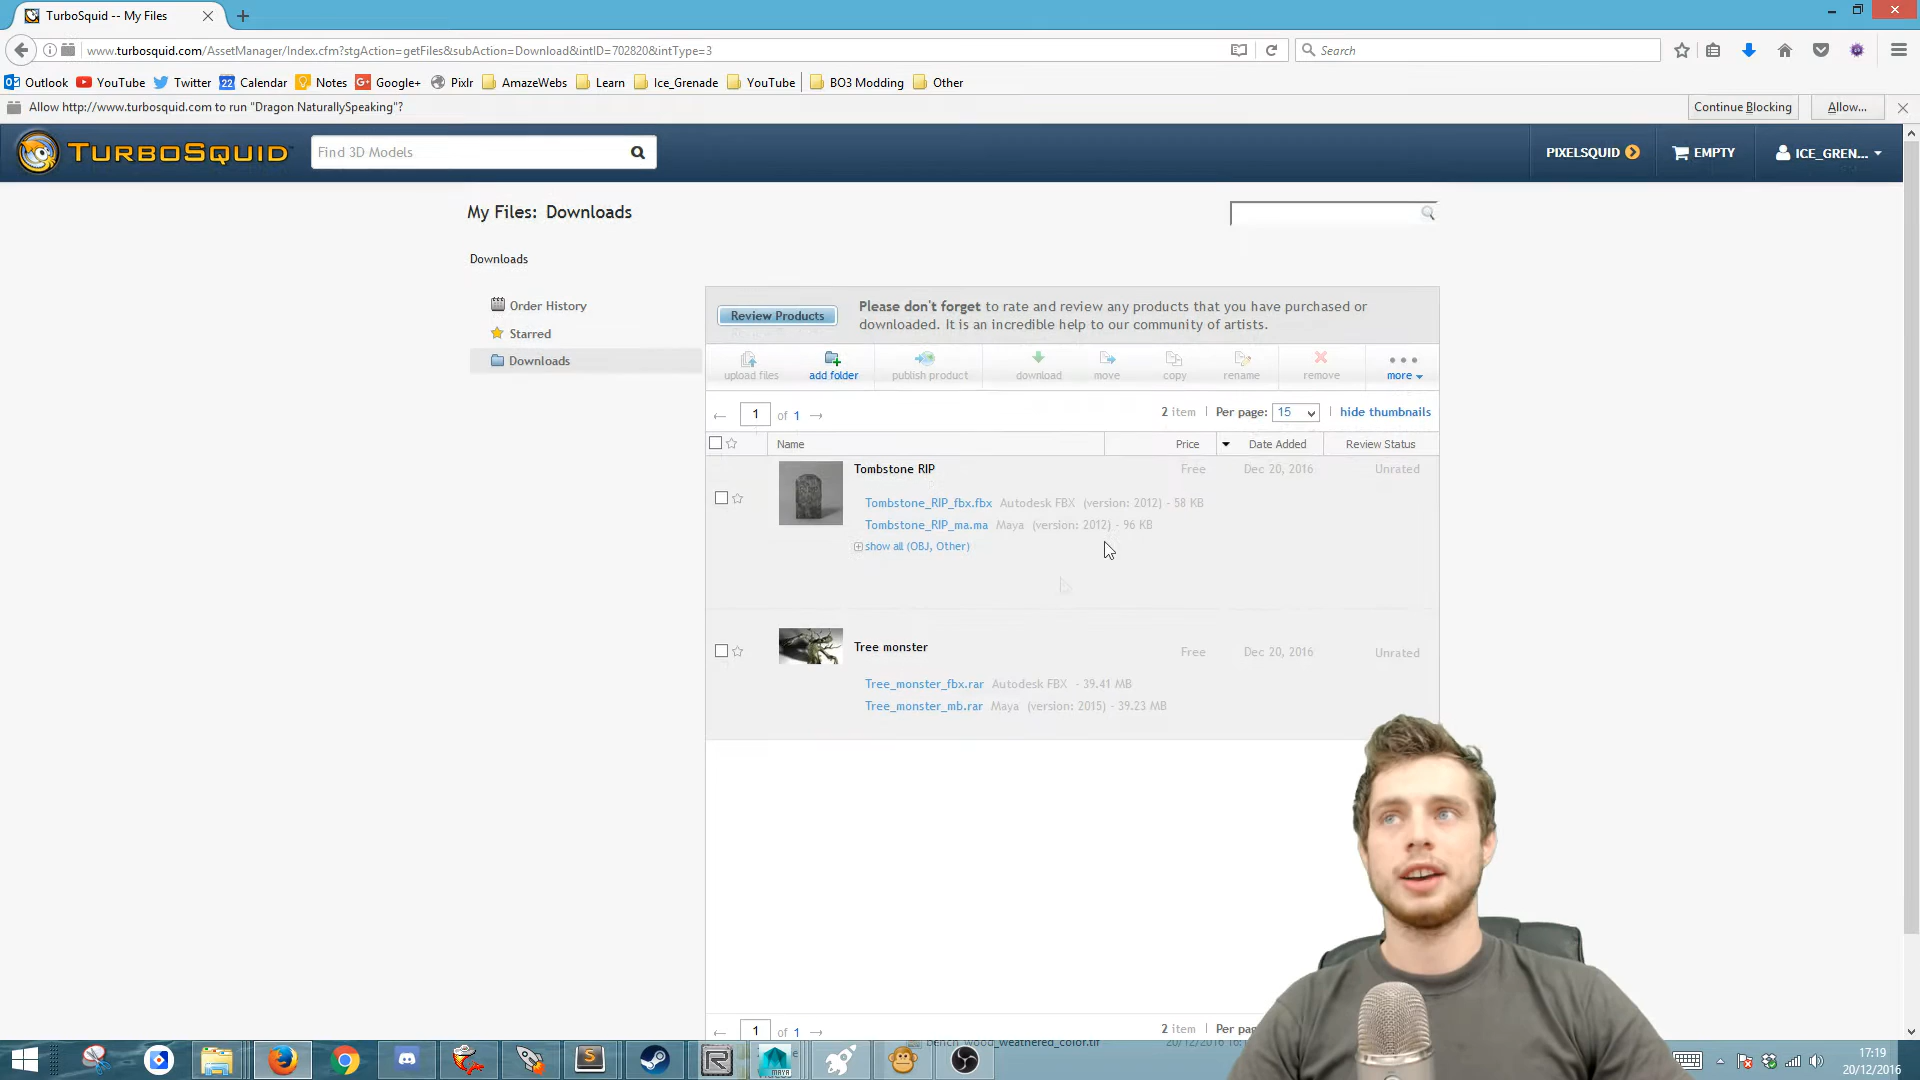 TurboSquid -- My Files
www.turbosquid.com/AssetManager/Index.cfm?stgAction=getFiles&subAction=Download&intID=702820&intType=3
Search
Outlook YouTube Twitter 22 Calendar Notes Google+ Pixlr AmazeWebs Learn Ice_Grenade YouTube BO3 Modding Other
Allow http://www.turbosquid.com to run "Dragon NaturallySpeaking"? Continue Blocking Allow...
TURBOSQUID Find 3D Models PIXELSQUID EMPTY ICE_GREN...
My Files: Downloads
Downloads
Order History
Starred
Downloads
Review Products
Please don't forget to rate and review any products that you have purchased or
downloaded. It is an incredible help to our community of artists.
upload files add folder publish product download move copy rename remove more
1 of 1 2 item Per page: 15 hide thumbnails
Name Price Date Added Review Status
Tombstone RIP Free Dec 20, 2016 Unrated
Tombstone_RIP_fbx.fbx Autodesk FBX (version: 2012) - 58 KB
Tombstone_RIP_ma.ma Maya (version: 2012) - 96 KB
show all (OBJ, Other)
Tree monster Free Dec 20, 2016 Unrated
Tree_monster_fbx.rar Autodesk FBX - 39.41 MB
Tree_monster_mb.rar Maya (version: 2015) - 39.23 MB
1 of 1 2 item Per
bench_wood_weathered_color.tif 20/12/2016
MAYA
17:19
20/12/2016